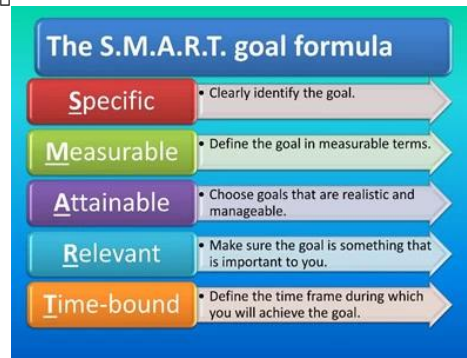 The S.M.A.R.T. goal formula
Specific
• Clearly identify the goal.
Measurable
• Define the goal in measurable terms.
Attainable
• Choose goals that are realistic and
manageable.
Relevant
• Make sure the goal is something that
is important to you.
Time-bound
• Define the time frame during which
you will achieve the goal.